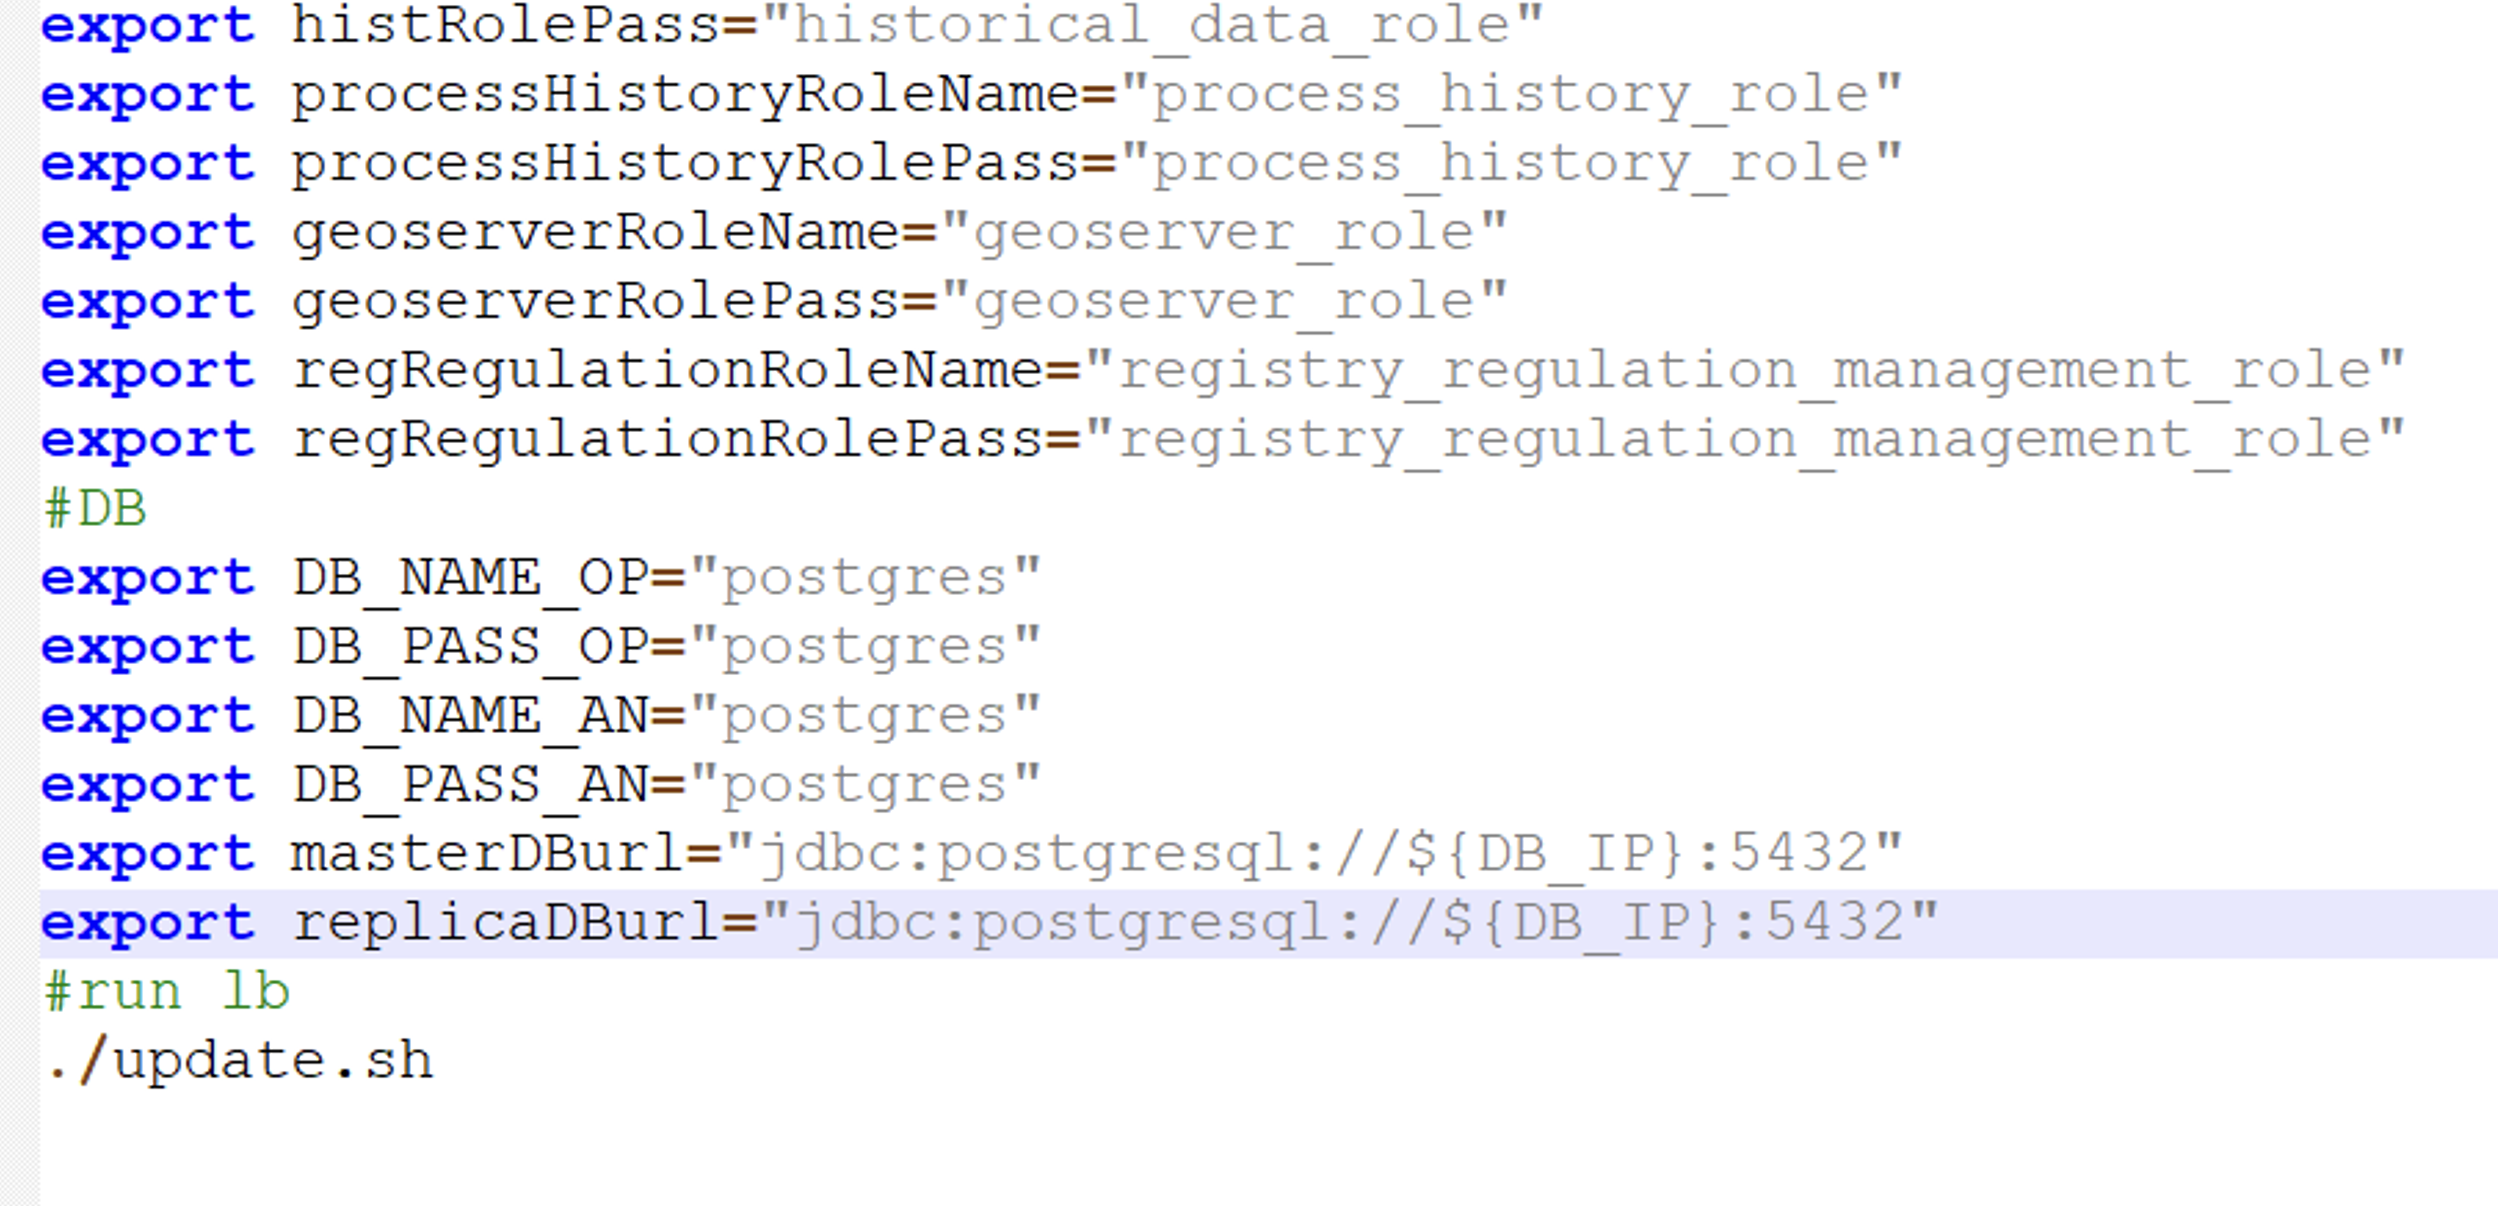 export histRolePass="historical_data_role"
export processHistoryRoleName="process_history_role"
export processHistoryRolePass="process_history_role"
export geoserverRoleName="geoserver_role"
export geoserverRolePass="geoserver_role"
export regRegulationRoleName="registry_regulation_management_role"
export regRegulationRolePass="registry_regulation_management_role"
#DB
export DB_NAME_OP="postgres"
export DB_PASS_OP="postgres"
export DB_NAME_AN="postgres"
export DB_PASS_AN="postgres"
export masterDBurl="jdbc:postgresql://${DB_IP}:5432"
export replicaDBurl="jdbc:postgresql://${DB_IP}:5432"
#run lb
./update.sh